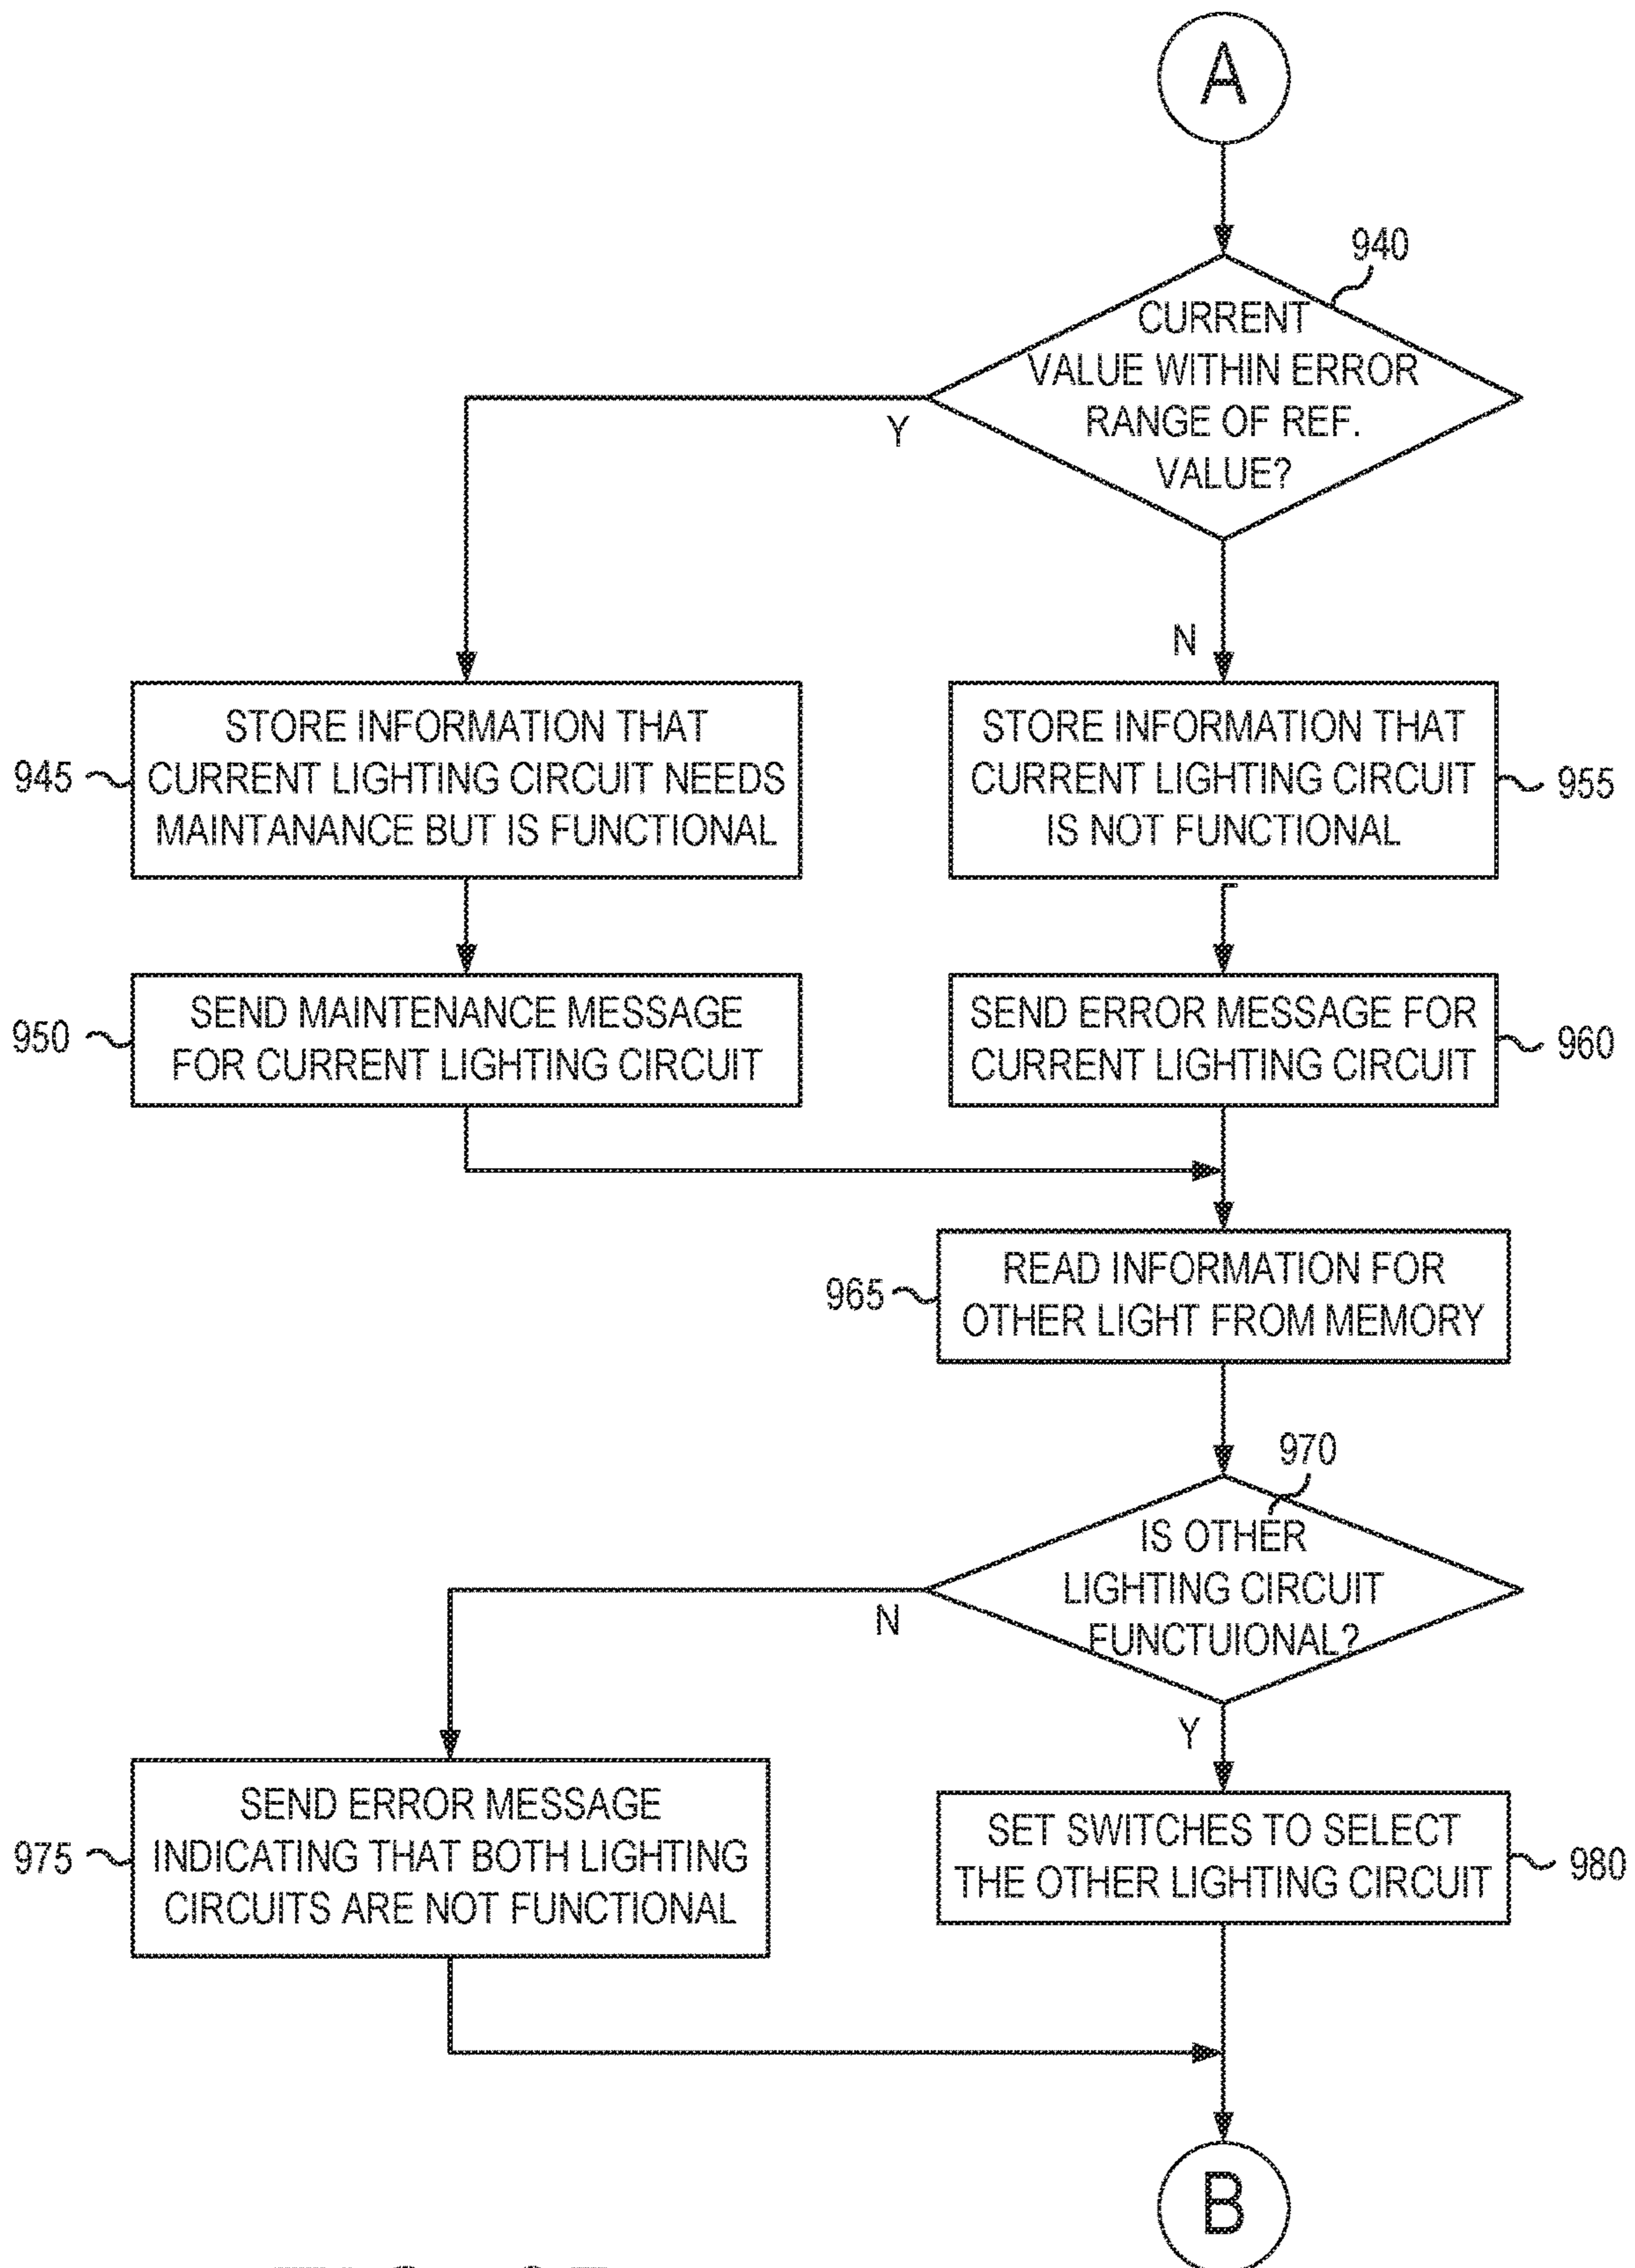 A
940
CURRENT
VALUE WITHIN ERROR
RANGE OF REF.
VALUE?
Y
N
STORE INFORMATION THAT
CURRENT LIGHTING CIRCUIT NEEDS
MAINTANANCE BUT IS FUNCTIONAL
945
STORE INFORMATION THAT
CURRENT LIGHTING CIRCUIT
IS NOT FUNCTIONAL
955
SEND MAINTENANCE MESSAGE
FOR CURRENT LIGHTING CIRCUIT
950
SEND ERROR MESSAGE FOR
CURRENT LIGHTING CIRCUIT
960
READ INFORMATION FOR
OTHER LIGHT FROM MEMORY
965
970
IS OTHER
LIGHTING CIRCUIT
FUNCTUIONAL?
N
Y
SEND ERROR MESSAGE
INDICATING THAT BOTH LIGHTING
CIRCUITS ARE NOT FUNCTIONAL
975
SET SWITCHES TO SELECT
THE OTHER LIGHTING CIRCUIT
980
B